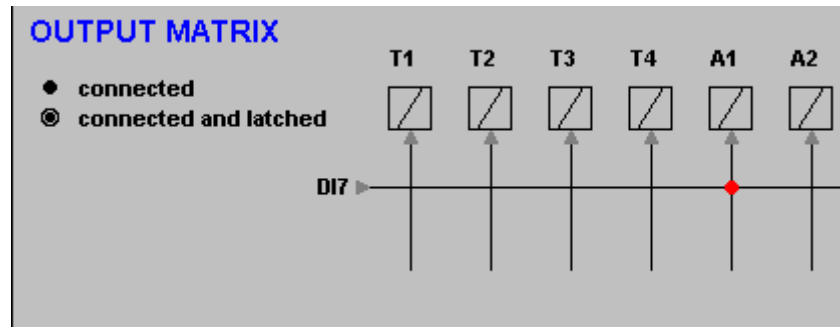 OUTPUT MATRIX
T1 T2 T3 T4 A1 A2
connected
connected and latched
DI7